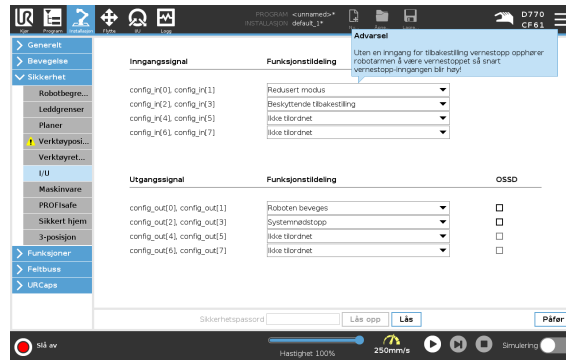 UR
PROGRAM <unnamed>*
INSTALLASJON default_1*
D770
CF61
Kjør Program Installasjon Flytte I/U Logg
Advarsel
Uten en inngang for tilbakestilling vernestopp opphører
robotarmen å være vernestoppet så snart
vernestopp-inngangen blir høy!
Generelt
Bevegelse
Sikkerhet
Robotbegre...
Leddgrenser
Planer
Verktøyposi...
Verktøyret...
I/U
Maskinvare
PROFIsafe
Sikkert hjem
3-posisjon
Funksjoner
Feltbuss
URCaps
Inngangssignal Funksjonstildeling
config_in[0], config_in[1] Redusert modus
config_in[2], config_in[3] Beskyttende tilbakestilling
config_in[4], config_in[5] Ikke tilordnet
config_in[6], config_in[7] Ikke tilordnet
Utgangssignal Funksjonstildeling OSSD
config_out[0], config_out[1] Roboten beveges
config_out[2], config_out[3] Systemnødstopp
config_out[4], config_out[5] Ikke tilordnet
config_out[6], config_out[7] Ikke tilordnet
Sikkerhetspassord Lås opp Lås Påfør
Slå av
Hastighet 100%
250mm/s
Simulering